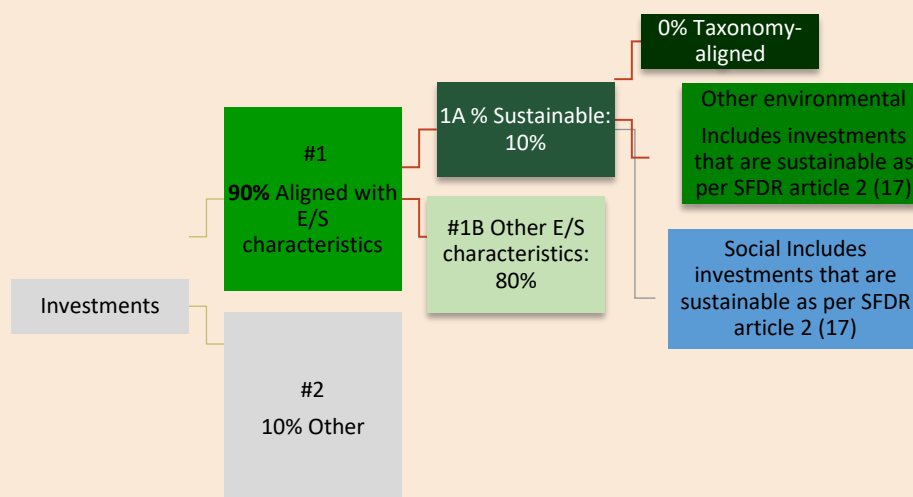 Investments
#1
90% Aligned with
E/S
characteristics
#2
10% Other
1A % Sustainable:
10%
#1B Other E/S
characteristics:
80%
0% Taxonomy-
aligned
Other environmental
Includes investments
that are sustainable as
per SFDR article 2 (17)
Social Includes
investments that are
sustainable as per SFDR
article 2 (17)